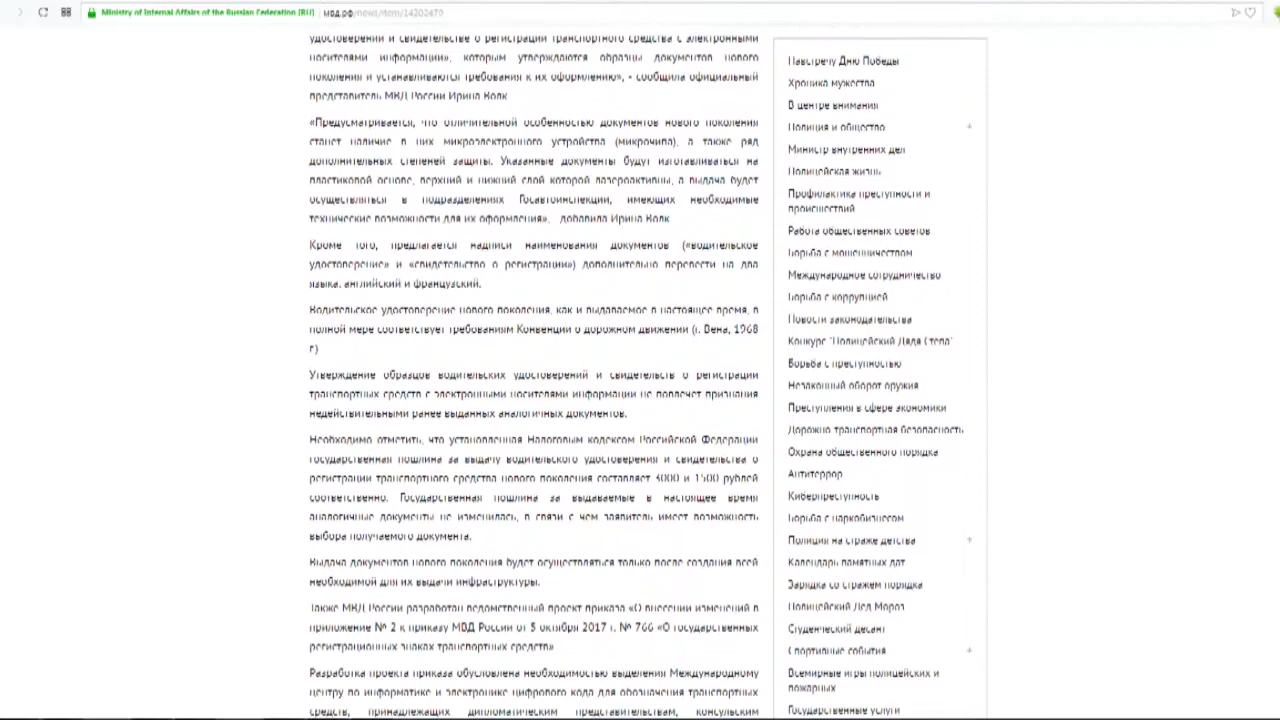 Ministry of Internal Affairs of the Russian Federation [RU] мвд.рф/news/item/14202479
удостоверении и свидетельстве о регистрации транспортного средства с электронными
носителями информации», которым утверждаются образцы документов нового
поколения и устанавливаются требования к их оформлению», - сообщила официальный
представитель МВД России Ирина Волк
«Предусматривается, что отличительной особенностью документов нового поколения
станет наличие в них микроэлектронного устройства (микрочипа), а также ряд
дополнительных степеней защиты. Указанные документы будут изготавливаться на
пластиковой основе, верхний и нижний слой которой лазероактивны, а выдача будет
осуществляться в подразделениях Госавтоинспекции, имеющих необходимые
технические возможности для их оформления», добавила Ирина Волк
Кроме того, предлагается надписи наименования документов («водительское
удостоверение» и «свидетельство о регистрации») дополнительно перевести на два
языка: английский и французский.
Водительское удостоверение нового поколения, как и выдаваемое в настоящее время, в
полной мере соответствует требованиям Конвенции о дорожном движении (г. Вена, 1968
г)
Утверждение образцов водительских удостоверений и свидетельств о регистрации
транспортных средств с электронными носителями информации не повлечет признания
недействительными ранее выданных аналогичных документов.
Необходимо отметить, что установленная Налоговым кодексом Российской Федерации
государственная пошлина за выдачу водительского удостоверения и свидетельства о
регистрации транспортного средства нового поколения составляет 3000 и 1500 рублей
соответственно. Государственная пошлина за выдаваемые в настоящее время
аналогичные документы не изменилась, в связи с чем заявитель имеет возможность
выбора получаемого документа.
Выдача документов нового поколения будет осуществляться только после создания всей
необходимой для их выдачи инфраструктуры.
Также МВД России разработан ведомственный проект приказа «О внесении изменений в
приложение № 2 к приказу МВД России от 5 октября 2017 г. № 766 «О государственных
регистрационных знаках транспортных средств»
Разработка проекта приказа обусловлена необходимостью выделения Международному
центру по информатике и электронике цифрового кода для обозначения транспортных
средств, принадлежащих дипломатическим представительствам, консульским
Навстречу Дню Победы
Хроника мужества
В центре внимания
Полиция и общество +
Министр внутренних дел
Полицейская жизнь
Профилактика преступности и
происшествий
Работа общественных советов
Борьба с мошенничеством
Международное сотрудничество
Борьба с коррупцией
Новости законодательства
Конкурс "Полицейский Дядя Степа"
Борьба с преступностью
Незаконный оборот оружия
Преступления в сфере экономики
Дорожно транспортная безопасность
Охрана общественного порядка
Антитеррор
Киберпреступность
Борьба с наркобизнесом
Полиция на страже детства +
Календарь памятных дат
Зарядка со стражем порядка
Полицейский Дед Мороз
Студенческий десант
Спортивные события +
Всемирные игры полицейских и
пожарных
Государственные услуги